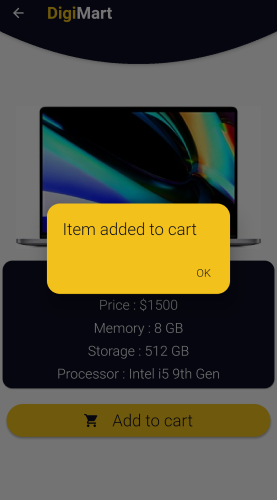 DigiMart
Item added to cart
OK
Price : $1500
Memory : 8 GB
Storage : 512 GB
Processor : Intel i5 9th Gen
Add to cart